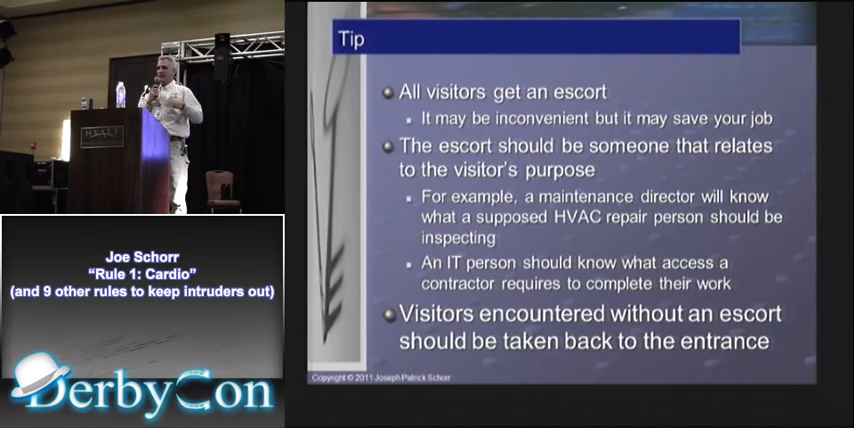 HYATT
Joe Schorr
“Rule 1: Cardio”
(and 9 other rules to keep intruders out)
DerbyCon
Tip
All visitors get an escort
It may be inconvenient but it may save your job
The escort should be someone that relates
to the visitor's purpose
For example, a maintenance director will know
what a supposed HVAC repair person should be
inspecting
An IT person should know what access a
contractor requires to complete their work
Visitors encountered without an escort
should be taken back to the entrance
Copyright © 2011 Joseph Patrick Schorr